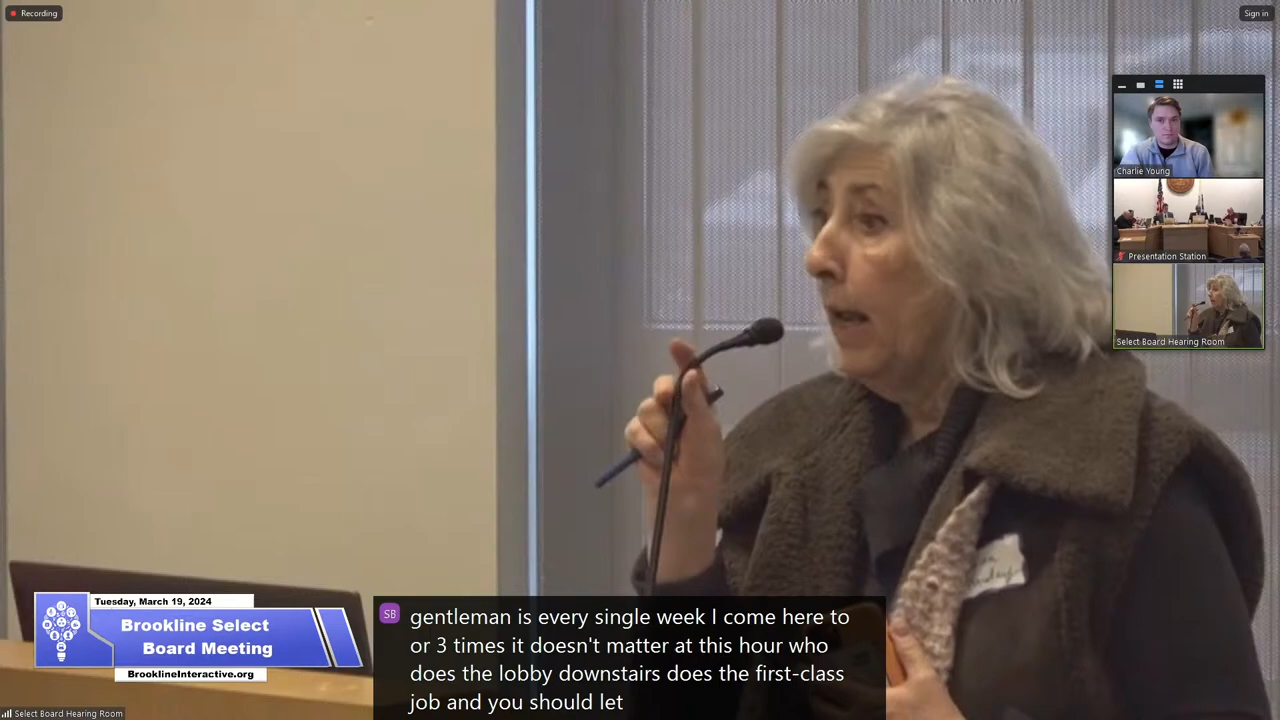 Recording
Sign in
Charlie Young
Presentation Station
Select Board Hearing Room
Tuesday, March 19, 2024
Brookline Select
Board Meeting
BrooklineInteractive.org
SB
gentleman is every single week I come here to
or 3 times it doesn't matter at this hour who
does the lobby downstairs does the first-class
job and you should let
Select Board Hearing Room